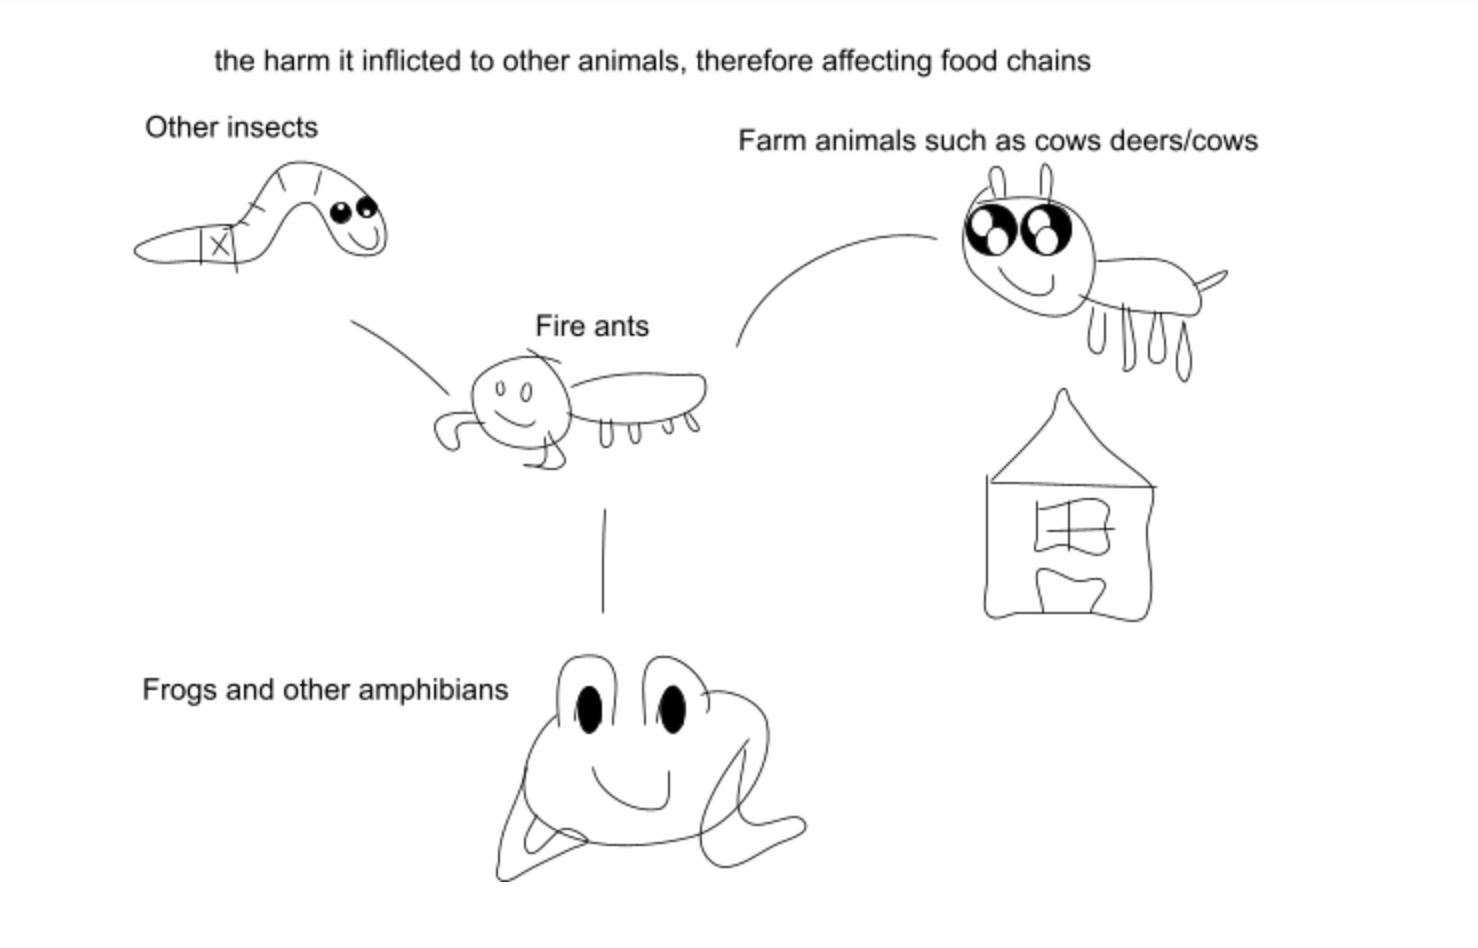 the harm it inflicted to other animals, therefore affecting food chains
Other insects
Farm animals such as cows deers/cows
Fire ants
Frogs and other amphibians